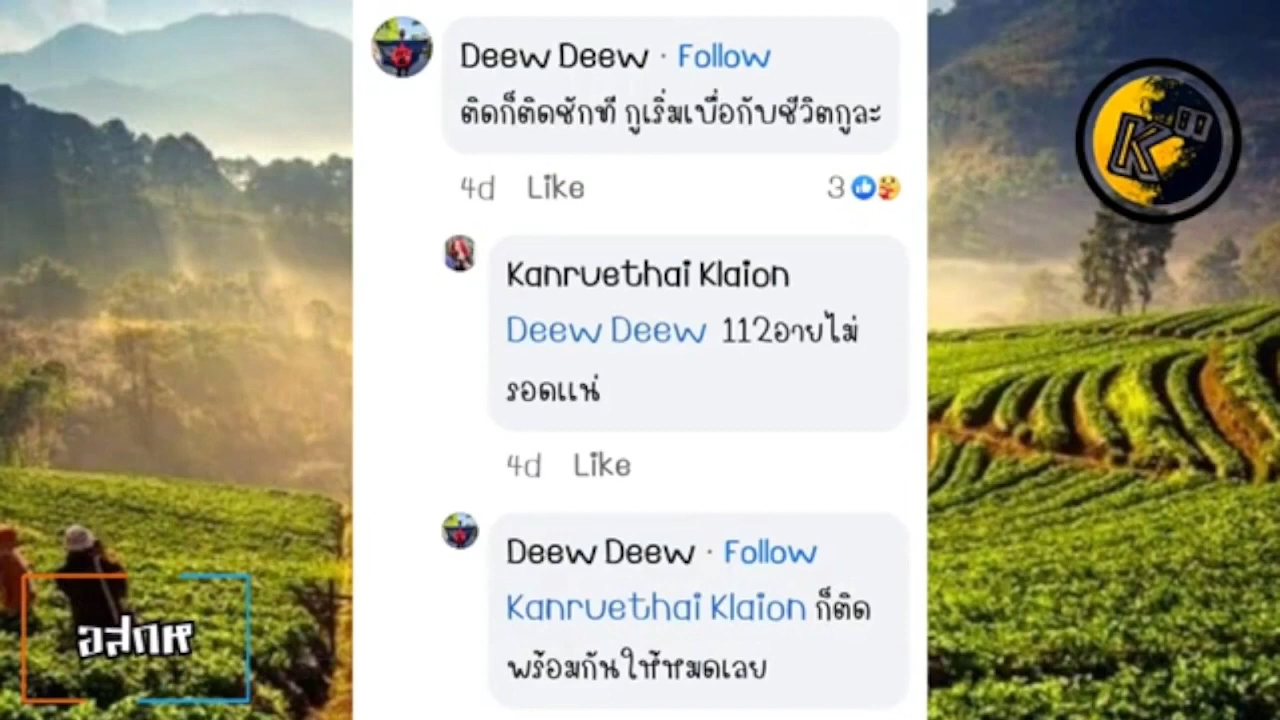 Deew Deew · Follow
ติดก็ติดซักที กูเริ่มเบื่อกับชีวิตกูละ
4d Like 3
Kanruethai Klaion
Deew Deew 112อายไม่
รอดแน่
4d Like
Deew Deew · Follow
Kanruethai Klaion ก็ติด
พร้อมกันให้หมดเลย
K
อสกห